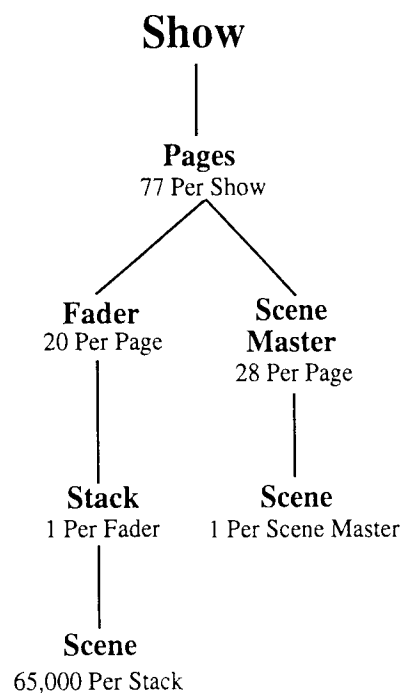 Show
Pages
77 Per Show
Fader
20 Per Page
Scene
Master
28 Per Page
Stack
1 Per Fader
Scene
1 Per Scene Master
Scene
65,000 Per Stack